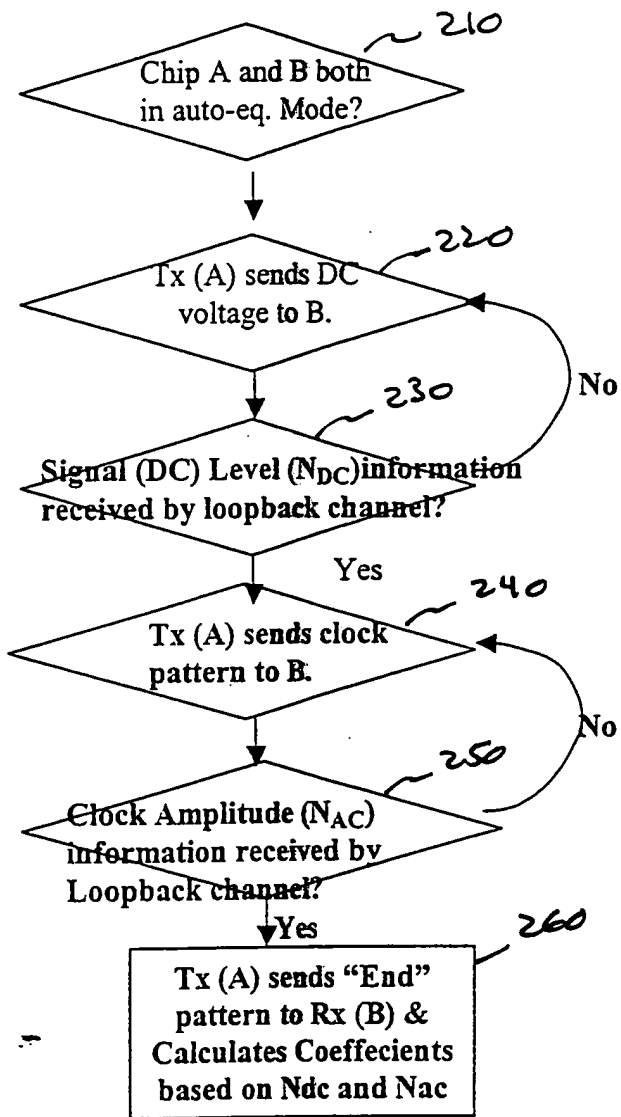 210
Chip A and B both
in auto-eq. Mode?
220
Tx (A) sends DC
voltage to B.
No
230
Signal (DC) Level (NDC)information
received by loopback channel?
Yes
240
Tx (A) sends clock
pattern to B.
No
250
Clock Amplitude (NAC)
information received by
Loopback channel?
Yes
260
Tx (A) sends “End”
pattern to Rx (B) &
Calculates Coeffecients
based on Ndc and Nac